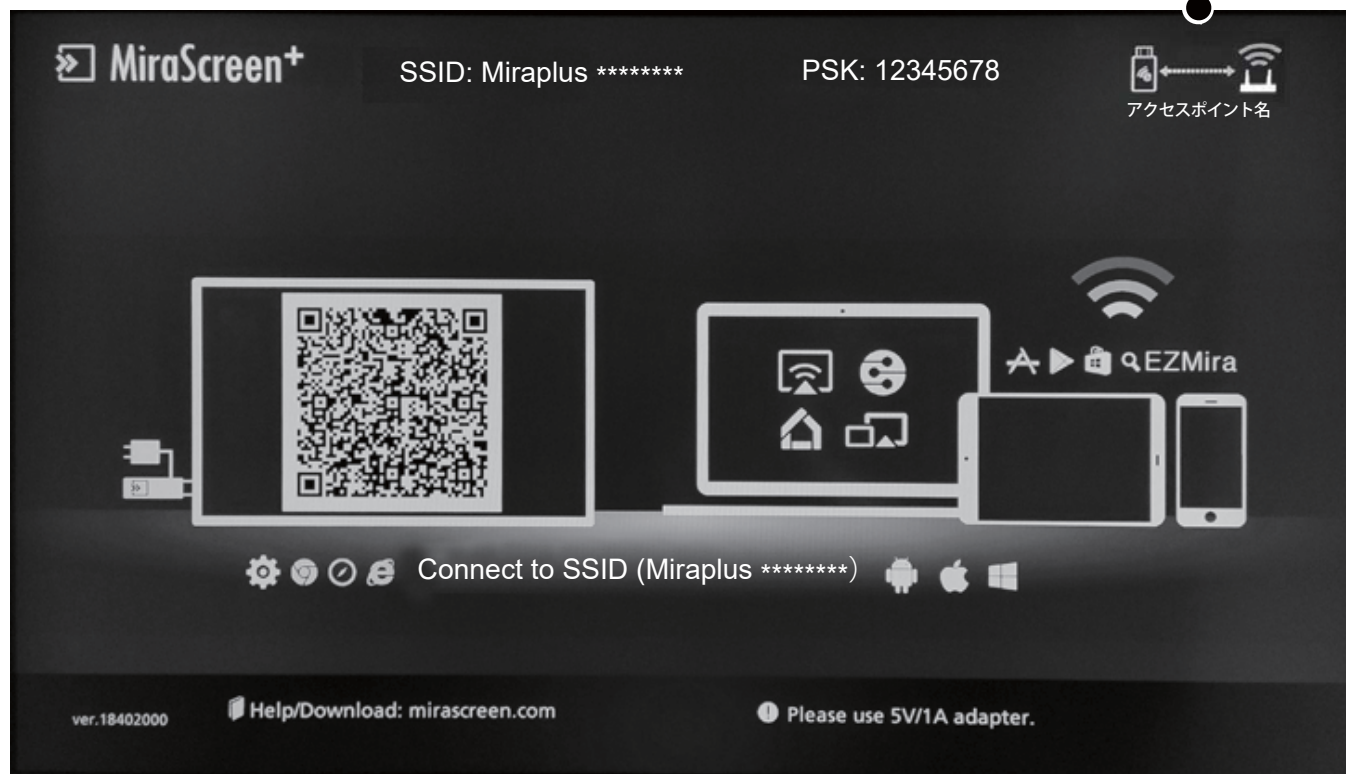 MiraScreen+
SSID: Miraplus ********
PSK: 12345678
アクセスポイント名
EZMira
Connect to SSID (Miraplus ********）
ver.18402000
Help/Download: mirascreen.com
Please use 5V/1A adapter.